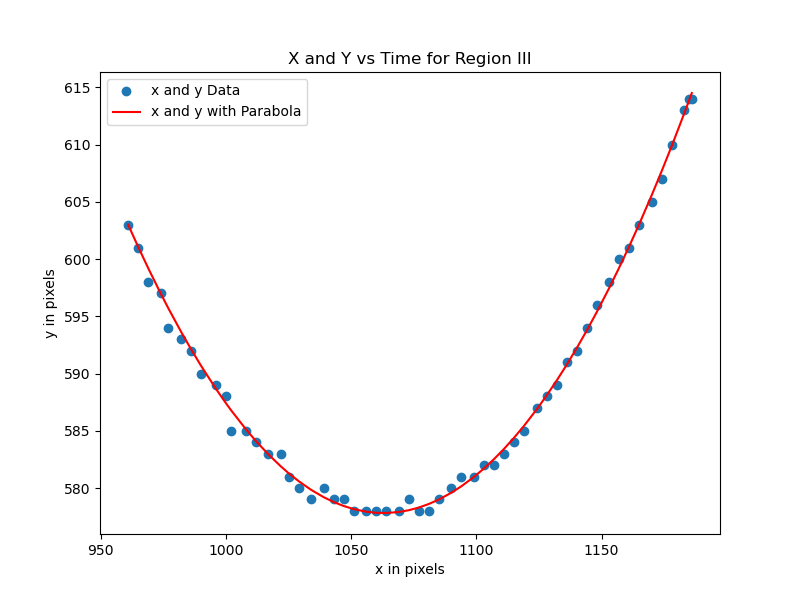 X and Y vs Time for Region III
x and y Data
x and y with Parabola
615
610
605
600
595
590
585
580
y in pixels
950 1000 1050 1100 1150
x in pixels